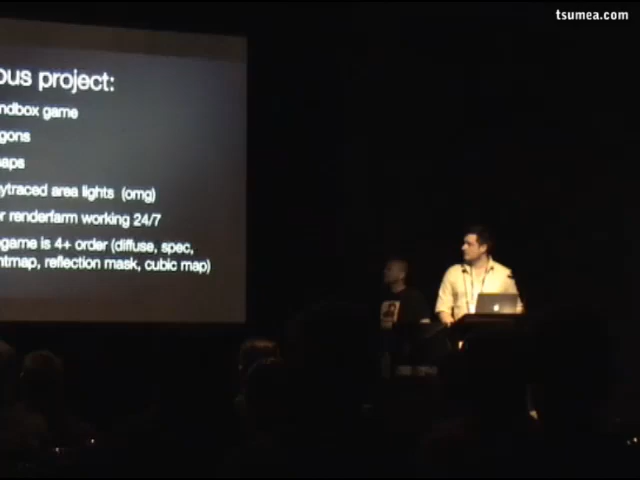 tsumea.com
ous project:
ndbox game
gons
aps
ytraced area lights (omg)
r renderfarm working 24/7
game is 4+ order (diffuse, spec,
ntmap, reflection mask, cubic map)